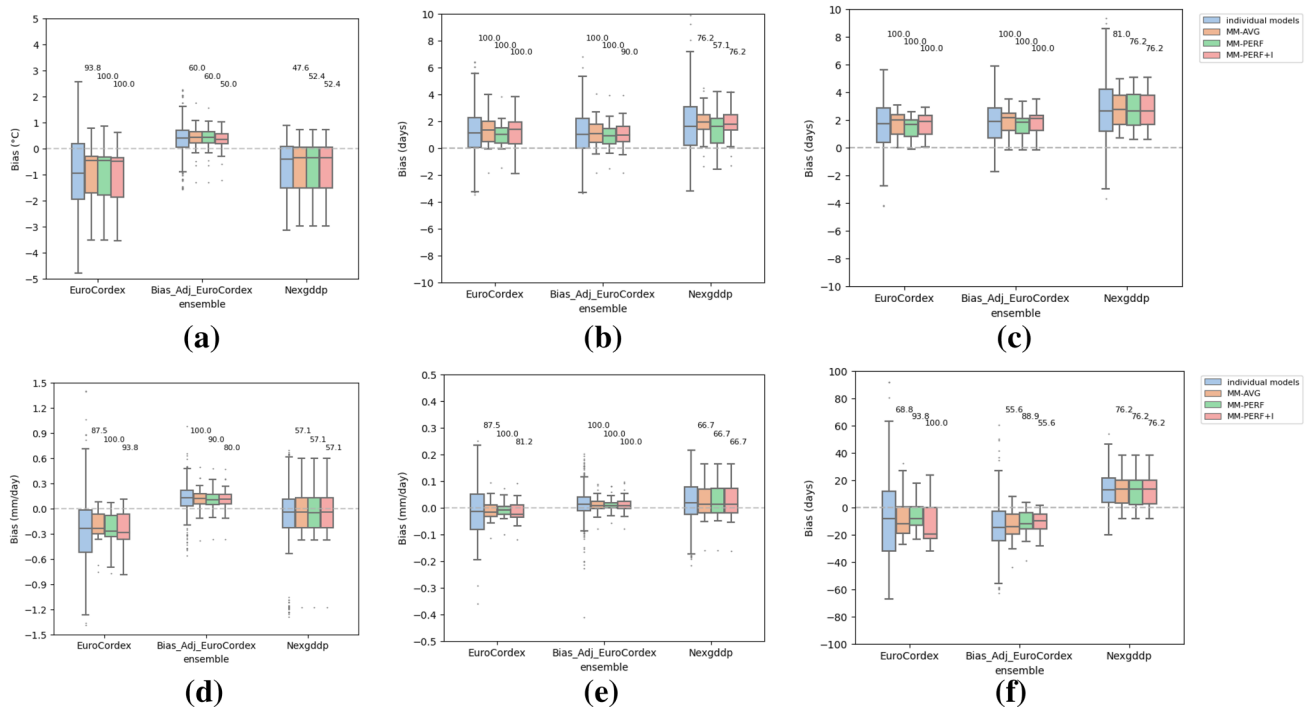 5
4
3
2
1
0
−1
−2
−3
−4
−5
Bias (°C)
93.8
100.0
100.0
60.0
60.0
50.0
47.6
52.4
52.4
EuroCordex
Bias_Adj_EuroCordex
Nexgddp
ensemble
(a)
10
8
6
4
2
0
−2
−4
−6
−8
−10
Bias (days)
100.0
100.0
100.0
100.0
100.0
90.0
76.2
57.1
76.2
EuroCordex
Bias_Adj_EuroCordex
Nexgddp
ensemble
(b)
10
8
6
4
2
0
−2
−4
−6
−8
−10
Bias (days)
100.0
100.0
100.0
100.0
100.0
100.0
81.0
76.2
76.2
EuroCordex
Bias_Adj_EuroCordex
Nexgddp
ensemble
(c)
individual models
MM-AVG
MM-PERF
MM-PERF+I
1.5
1.2
0.9
0.6
0.3
0.0
−0.3
−0.6
−0.9
−1.2
−1.5
Bias (mm/day)
87.5
100.0
93.8
100.0
90.0
80.0
57.1
57.1
57.1
EuroCordex
Bias_Adj_EuroCordex
Nexgddp
ensemble
(d)
0.5
0.4
0.3
0.2
0.1
0.0
−0.1
−0.2
−0.3
−0.4
−0.5
Bias (mm/day)
87.5
100.0
81.2
100.0
100.0
100.0
66.7
66.7
66.7
EuroCordex
Bias_Adj_EuroCordex
Nexgddp
ensemble
(e)
100
80
60
40
20
0
−20
−40
−60
−80
−100
Bias (days)
68.8
93.8
100.0
55.6
88.9
55.6
76.2
76.2
76.2
EuroCordex
Bias_Adj_EuroCordex
Nexgddp
ensemble
(f)
individual models
MM-AVG
MM-PERF
MM-PERF+I